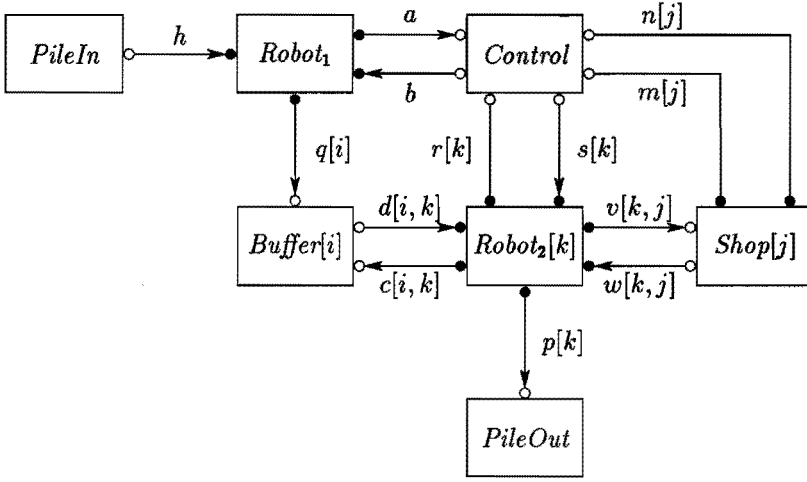 a
n[j]
PileIn
h
Robot₁
Control
b
m[j]
q[i]
r[k]
s[k]
d[i, k]
v[k, j]
Buffer[i]
Robot₂[k]
Shop[j]
c[i, k]
w[k, j]
p[k]
PileOut